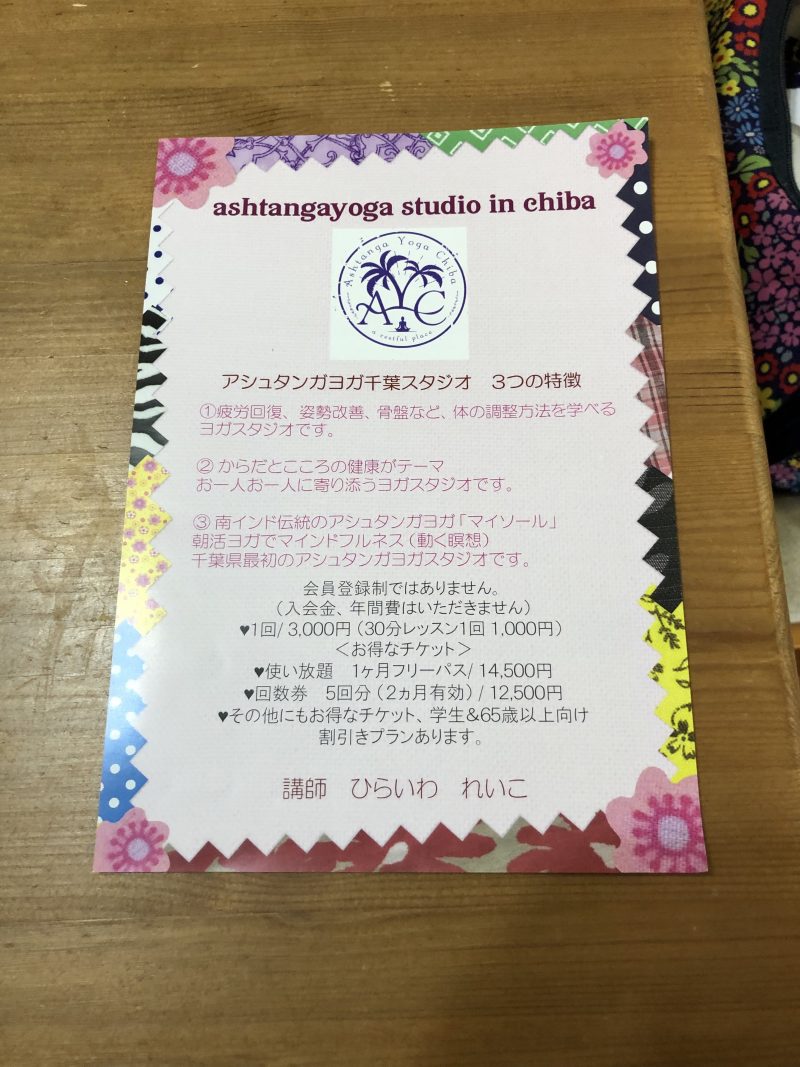 ashtangayoga studio in chiba
Ashtanga Yoga Chiba
AYC
a restful place
アシュタンガヨガ千葉スタジオ 3つの特徴
①疲労回復、姿勢改善、骨盤など、体の調整方法を学べる
ヨガスタジオです。
② からだとこころの健康がテーマ
お一人お一人に寄り添うヨガスタジオです。
③ 南インド伝統のアシュタンガヨガ「マイソール」
朝活ヨガでマインドフルネス（動く瞑想）
千葉県最初のアシュタンガヨガスタジオです。
会員登録制ではありません。
（入会金、年間費はいただきません）
♥1回/ 3,000円（30分レッスン1回 1,000円）
＜お得なチケット＞
♥使い放題 1ヶ月フリーパス/ 14,500円
♥回数券 5回分（2ヵ月有効）/ 12,500円
♥その他にもお得なチケット、学生&65歳以上向け
割引きプランあります。
講師 ひらいわ れいこ